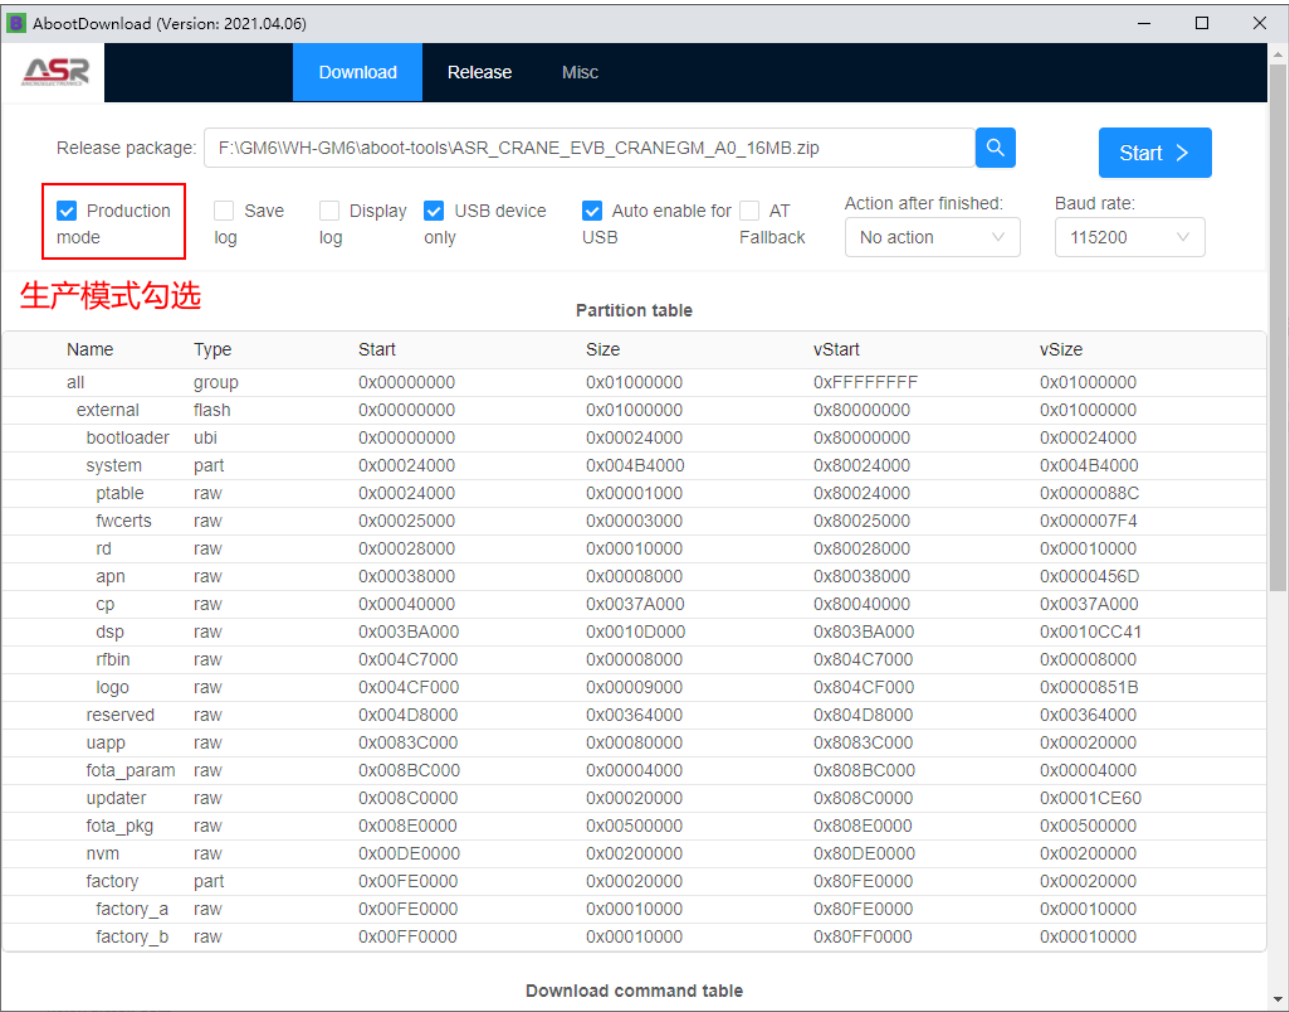 AbootDownload (Version: 2021.04.06)
ASR
Download Release Misc
Release package: F:\GM6\WH-GM6\aboot-tools\ASR_CRANE_EVB_CRANEGM_A0_16MB.zip Start
Production mode Save log Display log USB device only Auto enable for USB AT Fallback Action after finished: No action Baud rate: 115200
生产模式勾选
Partition table
Name Type Start Size vStart vSize
all group 0x00000000 0x01000000 0xFFFFFFFF 0x01000000
external flash 0x00000000 0x01000000 0x80000000 0x01000000
bootloader ubi 0x00000000 0x00024000 0x80000000 0x00024000
system part 0x00024000 0x004B4000 0x80024000 0x004B4000
ptable raw 0x00024000 0x00001000 0x80024000 0x0000088C
fwcerts raw 0x00025000 0x00003000 0x80025000 0x000007F4
rd raw 0x00028000 0x00010000 0x80028000 0x00010000
apn raw 0x00038000 0x00008000 0x80038000 0x0000456D
cp raw 0x00040000 0x0037A000 0x80040000 0x0037A000
dsp raw 0x003BA000 0x0010D000 0x803BA000 0x0010CC41
rfbin raw 0x004C7000 0x00008000 0x804C7000 0x00008000
logo raw 0x004CF000 0x00009000 0x804CF000 0x0000851B
reserved raw 0x004D8000 0x00364000 0x804D8000 0x00364000
uapp raw 0x0083C000 0x00080000 0x8083C000 0x00020000
fota_param raw 0x008BC000 0x00004000 0x808BC000 0x00004000
updater raw 0x008C0000 0x00020000 0x808C0000 0x0001CE60
fota_pkg raw 0x008E0000 0x00500000 0x808E0000 0x00500000
nvm raw 0x00DE0000 0x00200000 0x80DE0000 0x00200000
factory part 0x00FE0000 0x00020000 0x80FE0000 0x00020000
factory_a raw 0x00FE0000 0x00010000 0x80FE0000 0x00010000
factory_b raw 0x00FF0000 0x00010000 0x80FF0000 0x00010000
Download command table